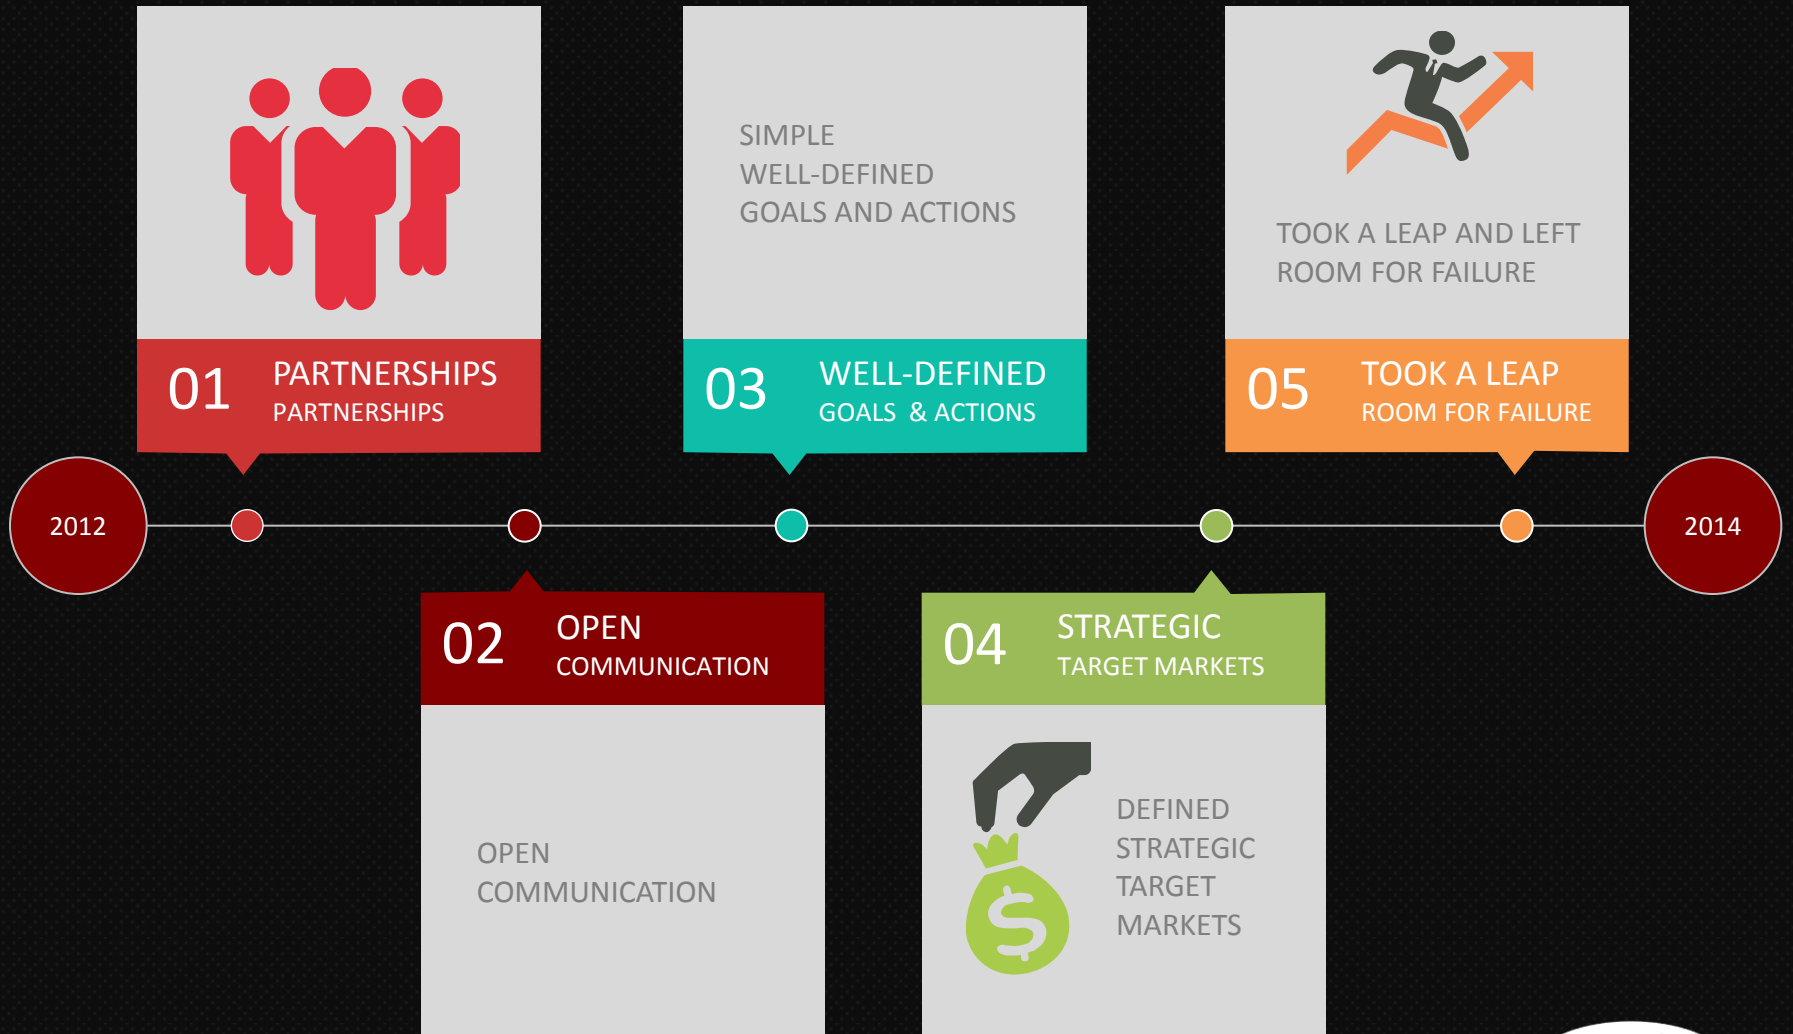 01
PARTNERSHIPS
PARTNERSHIPS
SIMPLE
WELL-DEFINED
GOALS AND ACTIONS
03
WELL-DEFINED
GOALS & ACTIONS
TOOK A LEAP AND LEFT
ROOM FOR FAILURE
05
TOOK A LEAP
ROOM FOR FAILURE
2012
2014
02
OPEN
COMMUNICATION
OPEN
COMMUNICATION
04
STRATEGIC
TARGET MARKETS
$
DEFINED
STRATEGIC
TARGET
MARKETS